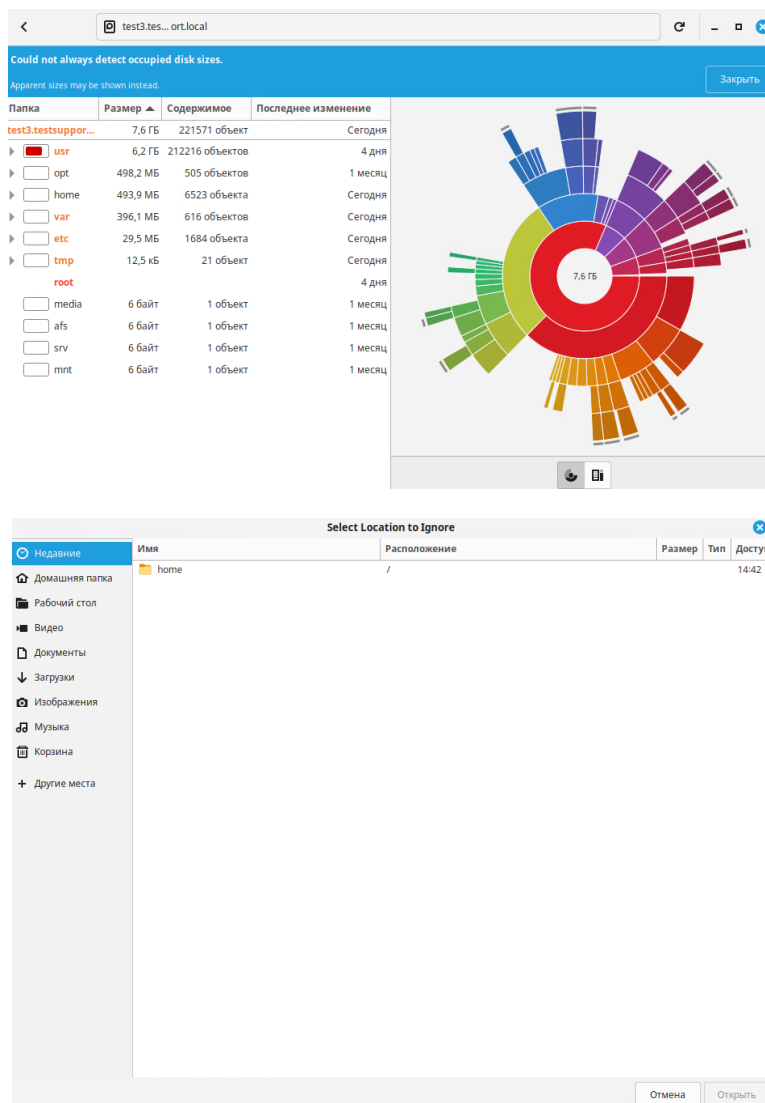 test3.tes... ort.local
Could not always detect occupied disk sizes.
Apparent sizes may be shown instead.
Закрыть
Папка Размер Содержимое Последнее изменение
test3.testsuppor... 7,6 ГБ 221571 объект Сегодня
usr 6,2 ГБ 212216 объектов 4 дня
opt 498,2 МБ 505 объектов 1 месяц
home 493,9 МБ 6523 объекта Сегодня
var 396,1 МБ 616 объектов Сегодня
etc 29,5 МБ 1684 объекта Сегодня
tmp 12,5 кБ 21 объект Сегодня
root 4 дня
media 6 байт 1 объект 1 месяц
afs 6 байт 1 объект 1 месяц
srv 6 байт 1 объект 1 месяц
mnt 6 байт 1 объект 1 месяц
7,6 ГБ
Select Location to Ignore
Недавние
Домашняя папка
Рабочий стол
Видео
Документы
Загрузки
Изображения
Музыка
Корзина
Другие места
Имя Расположение Размер Тип Доступ
home / 14:42
Отмена Открыть